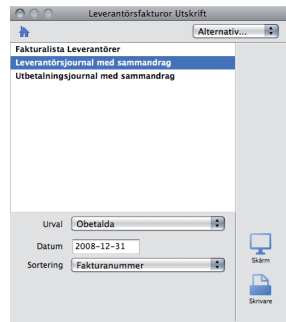 Leverantörsfakturor Utskrift
Alternativ...
Fakturalista Leverantörer
Leverantörsjournal med sammandrag
Utbetalningsjournal med sammandrag
Urval Obetalda
Datum 2008-12-31
Sortering Fakturanummer
Skärm
Skrivare